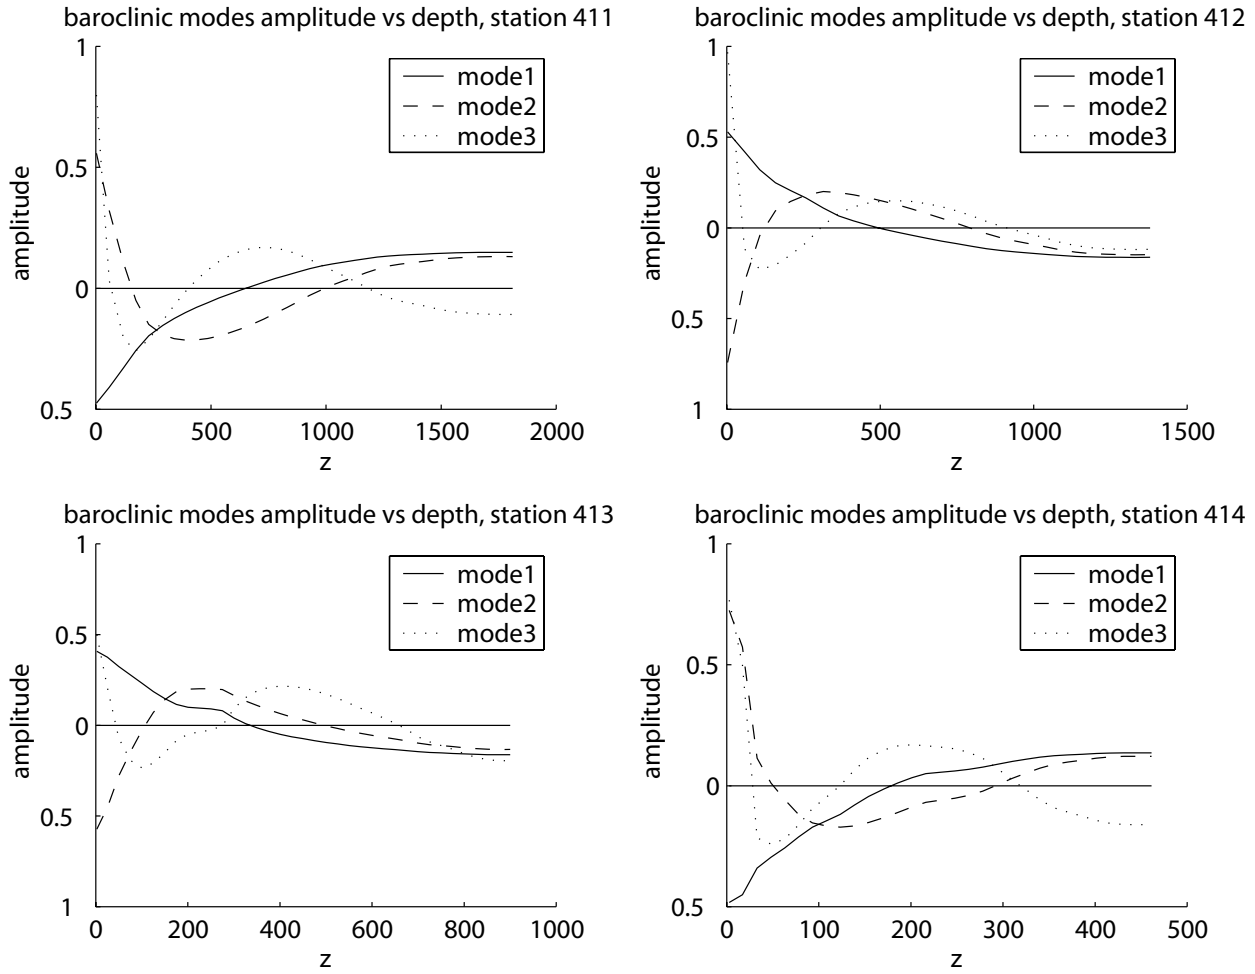 baroclinic modes amplitude vs depth, station 411
1
0.5
0
0.5
amplitude
mode1
mode2
mode3
0 500 1000 1500 2000
z
baroclinic modes amplitude vs depth, station 412
1
0.5
0
0.5
1
amplitude
mode1
mode2
mode3
0 500 1000 1500
z
baroclinic modes amplitude vs depth, station 413
1
0.5
0
0.5
1
amplitude
mode1
mode2
mode3
0 200 400 600 800 1000
z
baroclinic modes amplitude vs depth, station 414
1
0.5
0
0.5
amplitude
mode1
mode2
mode3
0 100 200 300 400 500
z